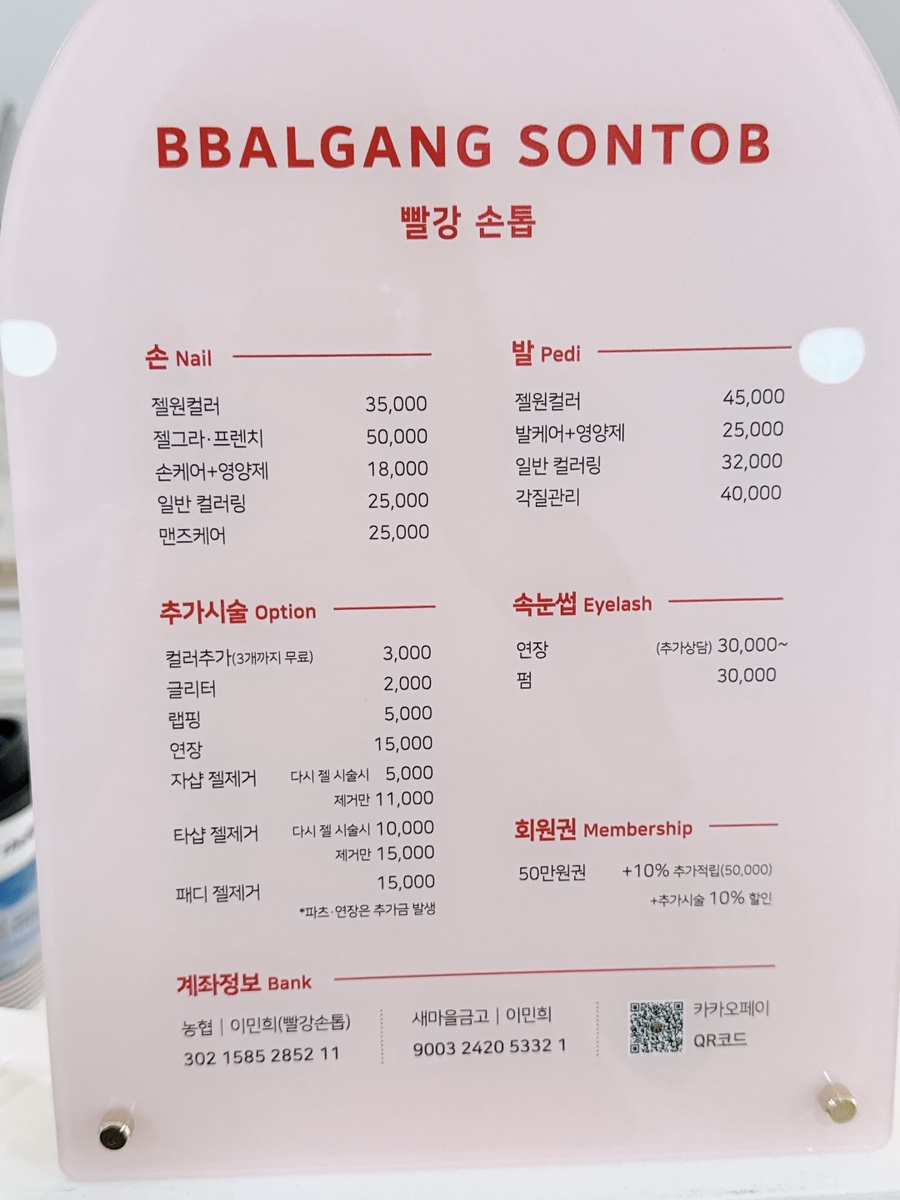 BBALGANG SONTOB
빨강 손톱
손 Nail
젤원컬러 35,000
젤그라·프렌치 50,000
손케어+영양제 18,000
일반 컬러링 25,000
맨즈케어 25,000
발 Pedi
젤원컬러 45,000
발케어+영양제 25,000
일반 컬러링 32,000
각질관리 40,000
추가시술 Option
컬러추가(3개까지 무료) 3,000
글리터 2,000
랩핑 5,000
연장 15,000
자샵 젤제거 다시 젤 시술시 5,000
제거만 11,000
타샵 젤제거 다시 젤 시술시 10,000
제거만 15,000
패디 젤제거 15,000
*파츠·연장은 추가금 발생
속눈썹 Eyelash
연장 (추가상담) 30,000~
펌 30,000
회원권 Membership
50만원권 +10% 추가적립(50,000)
+추가시술 10% 할인
계좌정보 Bank
농협 | 이민희(빨강손톱)
302 1585 2852 11
새마을금고 | 이민희
9003 2420 5332 1
카카오페이
QR코드